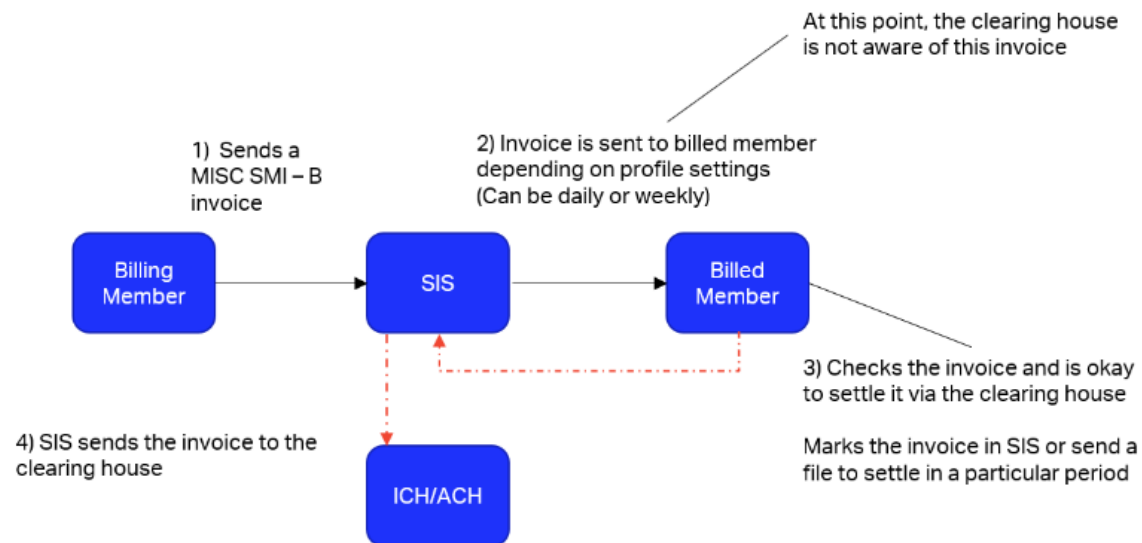 At this point, the clearing house
is not aware of this invoice
1) Sends a
MISC SMI – B
invoice
2) Invoice is sent to billed member
depending on profile settings
(Can be daily or weekly)
Billing
Member
SIS
Billed
Member
3) Checks the invoice and is okay
to settle it via the clearing house
Marks the invoice in SIS or send a
file to settle in a particular period
4) SIS sends the invoice to the
clearing house
ICH/ACH